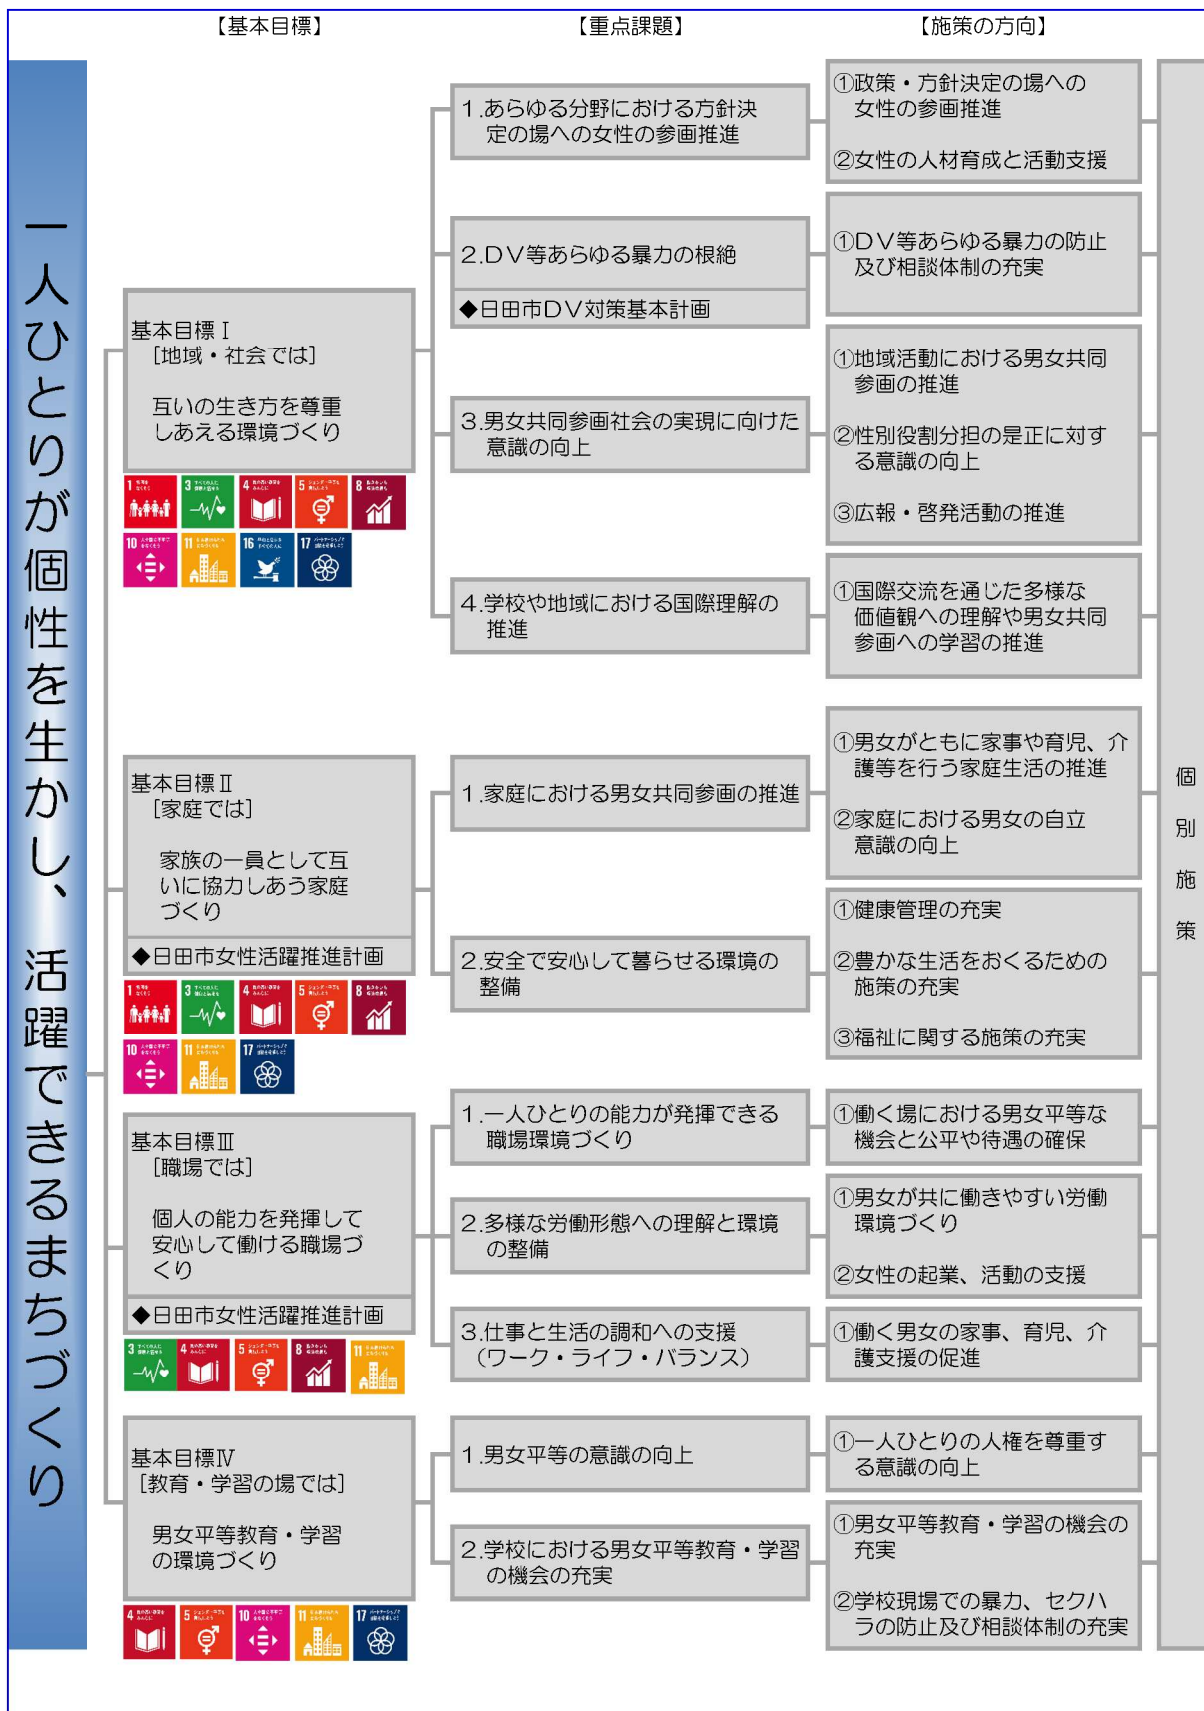 【基本目標】
【重点課題】
【施策の方向】
一人ひとりが個性を生かし、活躍できるまちづくり
基本目標Ⅰ
[地域・社会では]
互いの生き方を尊重
しあえる環境づくり
1
3
4
5
8
10
11
16
17
1.あらゆる分野における方針決
定の場への女性の参画推進
①政策・方針決定の場への
女性の参画推進
②女性の人材育成と活動支援
2.DV等あらゆる暴力の根絶
◆日田市DV対策基本計画
①DV等あらゆる暴力の防止
及び相談体制の充実
3.男女共同参画社会の実現に向けた
意識の向上
①地域活動における男女共同
参画の推進
②性別役割分担の是正に対す
る意識の向上
③広報・啓発活動の推進
4.学校や地域における国際理解の
推進
①国際交流を通じた多様な
価値観への理解や男女共同
参画への学習の推進
基本目標Ⅱ
[家庭では]
家族の一員として互
いに協力しあう家庭
づくり
◆日田市女性活躍推進計画
1
3
4
5
8
10
11
17
1.家庭における男女共同参画の推進
①男女がともに家事や育児、介
護等を行う家庭生活の推進
②家庭における男女の自立
意識の向上
2.安全で安心して暮らせる環境の
整備
①健康管理の充実
②豊かな生活をおくるための
施策の充実
③福祉に関する施策の充実
基本目標Ⅲ
[職場では]
個人の能力を発揮して
安心して働ける職場づ
くり
◆日田市女性活躍推進計画
3
4
5
8
11
1.一人ひとりの能力が発揮できる
職場環境づくり
①働く場における男女平等な
機会と公平や待遇の確保
2.多様な労働形態への理解と環境
の整備
①男女が共に働きやすい労働
環境づくり
②女性の起業、活動の支援
3.仕事と生活の調和への支援
（ワーク・ライフ・バランス）
①働く男女の家事、育児、介
護支援の促進
基本目標Ⅳ
[教育・学習の場では]
男女平等教育・学習
の環境づくり
4
5
10
11
17
1.男女平等の意識の向上
①一人ひとりの人権を尊重す
る意識の向上
2.学校における男女平等教育・学習
の機会の充実
①男女平等教育・学習の機会の
充実
②学校現場での暴力、セクハ
ラの防止及び相談体制の充実
個別施策